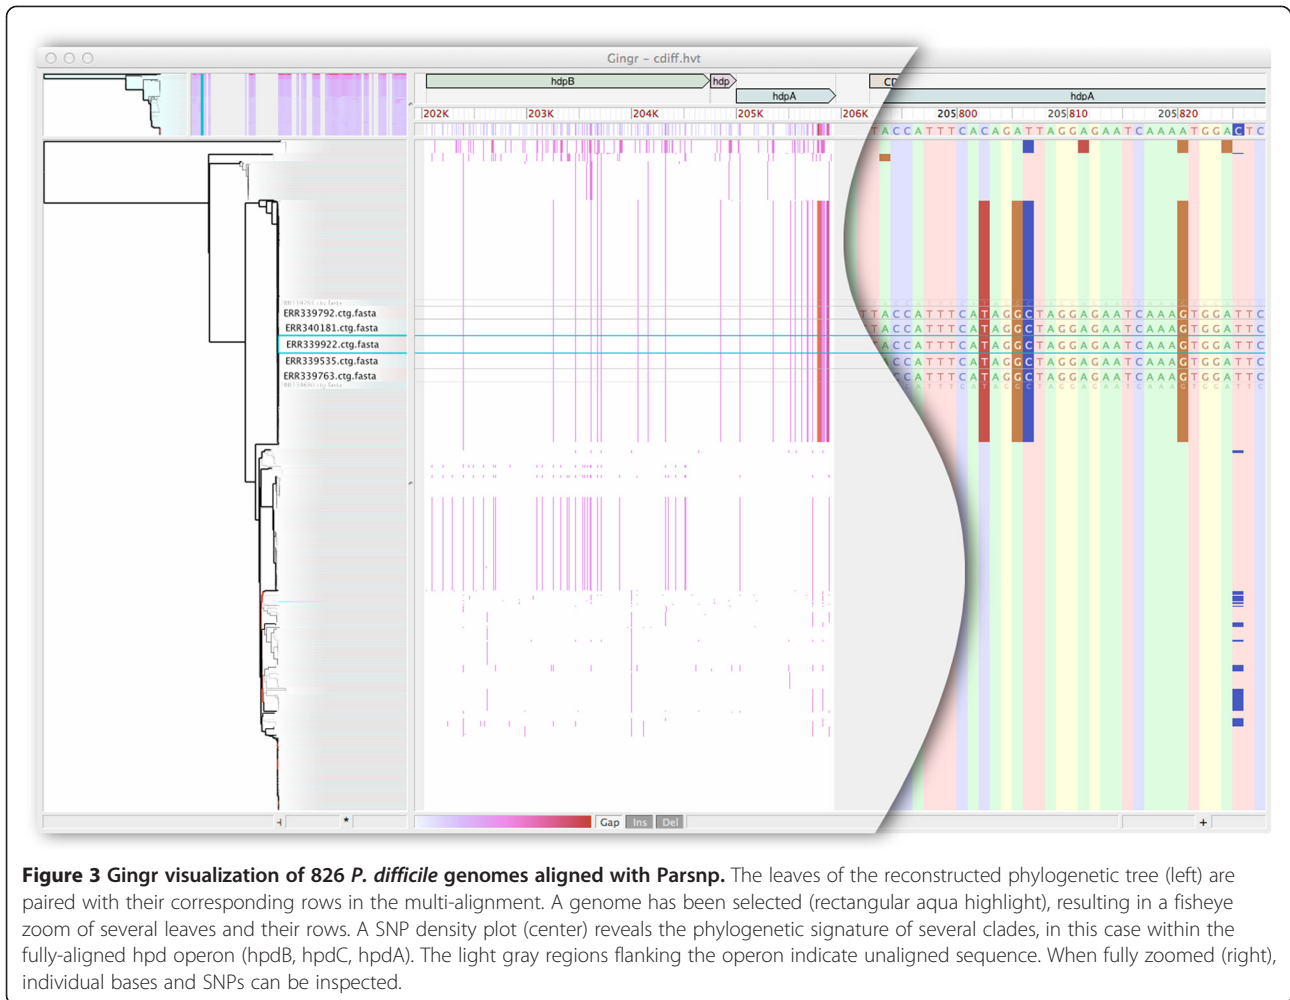 Gingr - cdiff.hvt
hdpB
hdp
hdpA
CD
hdpA
202K 203K 204K 205K 206K
205|800 205|810 205|820
TACCATTTCACAGATTAGGAGAATCAAAATGGACTC
ERR339792.ctg.fasta
TTACCATTTCATAGGCTAGGAGAATCAAAGTGGATTC
ERR340181.ctg.fasta
TACCATTTCATAGGCTAGGAGAATCAAAGTGGATTC
ERR339922.ctg.fasta
ACCATTTCATAGGCTAGGAGAATCAAAGTGGATTC
ERR339535.ctg.fasta
CCATTTCATAGGCTAGGAGAATCAAAGTGGATTC
ERR339763.ctg.fasta
CATTTCATAGGCTAGGAGAATCAAAGTGGATTC
Gap Ins Del
+
Figure 3 Gingr visualization of 826 P. difficile genomes aligned with Parsnp. The leaves of the reconstructed phylogenetic tree (left) are
paired with their corresponding rows in the multi-alignment. A genome has been selected (rectangular aqua highlight), resulting in a fisheye
zoom of several leaves and their rows. A SNP density plot (center) reveals the phylogenetic signature of several clades, in this case within the
fully-aligned hpd operon (hpdB, hpdC, hpdA). The light gray regions flanking the operon indicate unaligned sequence. When fully zoomed (right),
individual bases and SNPs can be inspected.